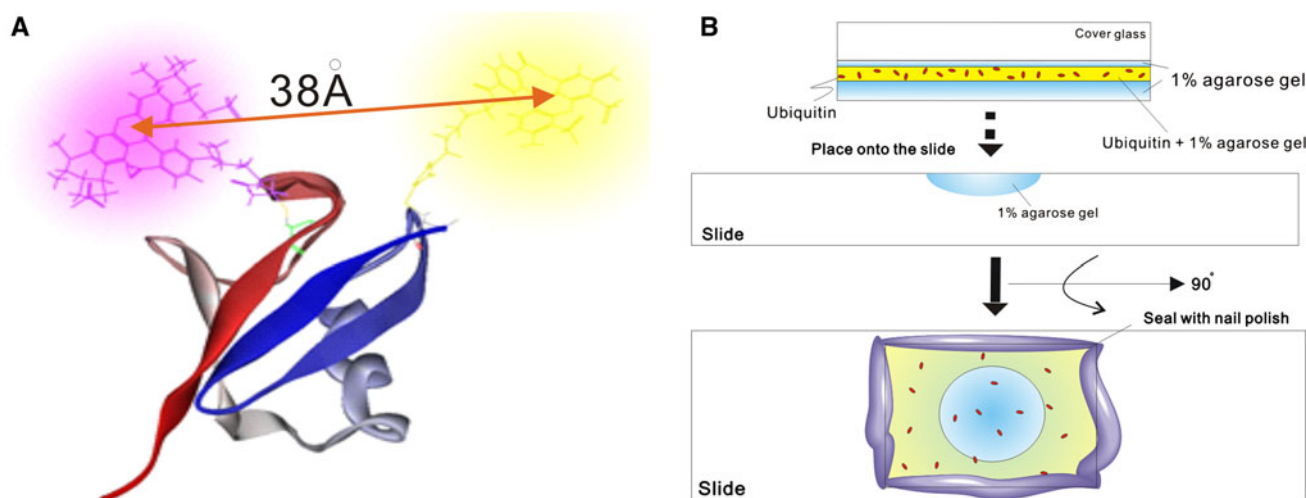 A
38Å
B
Cover glass
1% agarose gel
Ubiquitin
Ubiquitin + 1% agarose gel
Place onto the slide
1% agarose gel
Slide
90°
Seal with nail polish
Slide